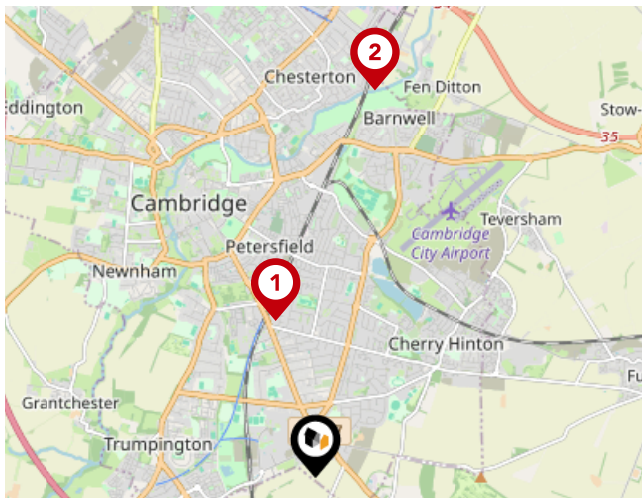 2
Chesterton
Fen Ditton
Eddington
Stow-
Barnwell
35
Cambridge
Teversham
Cambridge
City Airport
Petersfield
Newnham
1
Cherry Hinton
Fu
Grantchester
Trumpington